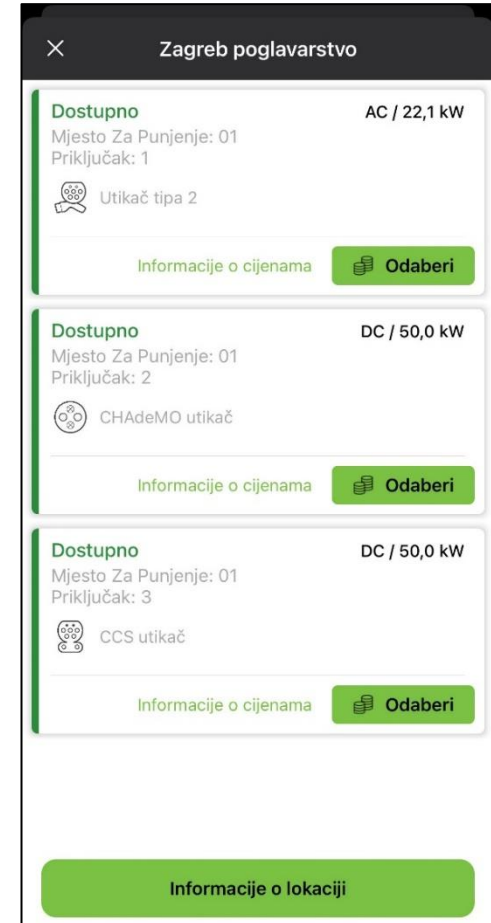 Zagreb poglavarstvo
Dostupno AC / 22,1 kW
Mjesto Za Punjenje: 01
Priključak: 1
Utikač tipa 2
Informacije o cijenama Odaberi
Dostupno DC / 50,0 kW
Mjesto Za Punjenje: 01
Priključak: 2
CHAdeMO utikač
Informacije o cijenama Odaberi
Dostupno DC / 50,0 kW
Mjesto Za Punjenje: 01
Priključak: 3
CCS utikač
Informacije o cijenama Odaberi
Informacije o lokaciji